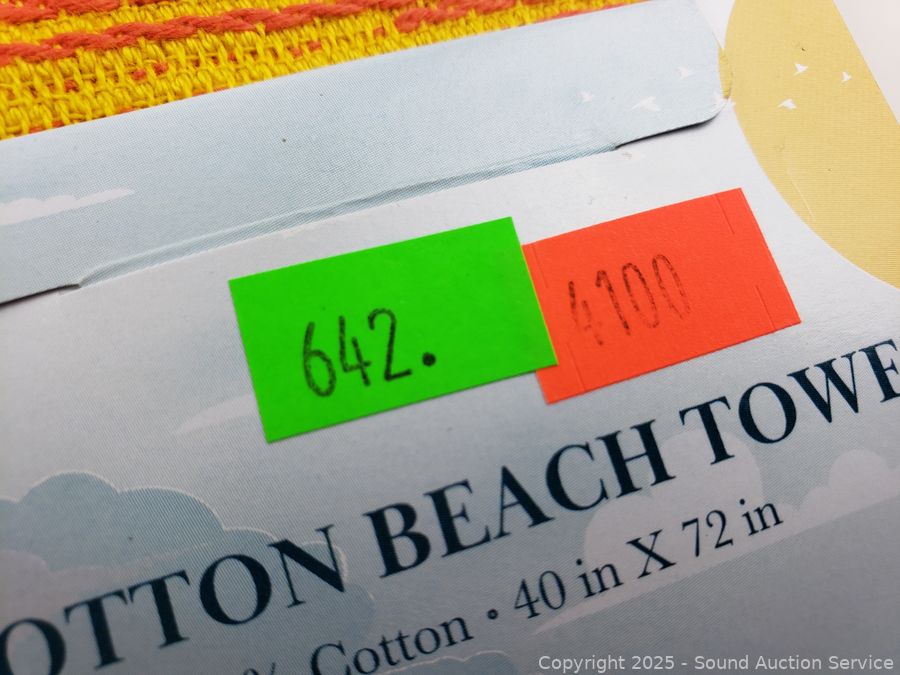 642.
4100
OTTON BEACH TOWE
% Cotton • 40 in X 72 in
Copyright 2025 - Sound Auction Service